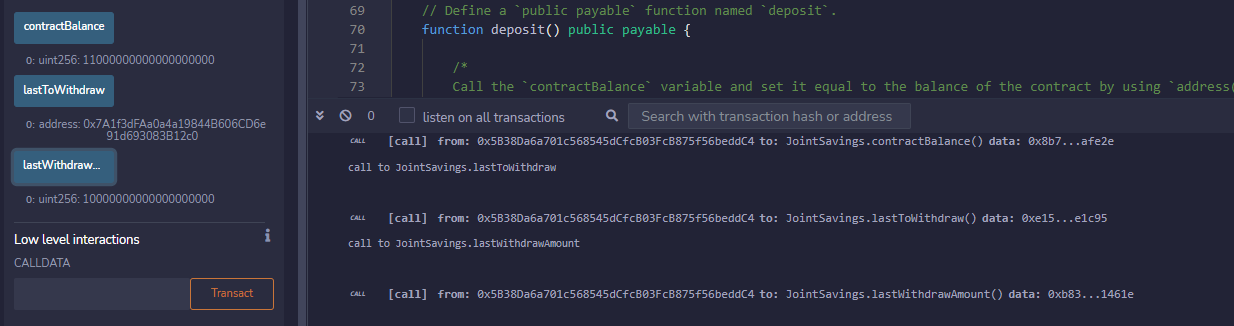 contractBalance
0: uint256: 11000000000000000000
lastToWithdraw
0: address: 0x7A1f3dFAa0a4a19844B606CD6e
91d693083B12c0
lastWithdraw...
0: uint256: 10000000000000000000
Low level interactions
i
CALLDATA
Transact
69 // Define a `public payable` function named `deposit`.
70 function deposit() public payable {
71
72 /*
73 Call the `contractBalance` variable and set it equal to the balance of the contract by using `address(
0 listen on all transactions Search with transaction hash or address
CALL [call] from: 0x5B38Da6a701c568545dCfcB03FcB875f56beddC4 to: JointSavings.contractBalance() data: 0x8b7...afe2e
call to JointSavings.lastToWithdraw
CALL [call] from: 0x5B38Da6a701c568545dCfcB03FcB875f56beddC4 to: JointSavings.lastToWithdraw() data: 0xe15...e1c95
call to JointSavings.lastWithdrawAmount
CALL [call] from: 0x5B38Da6a701c568545dCfcB03FcB875f56beddC4 to: JointSavings.lastWithdrawAmount() data: 0xb83...1461e